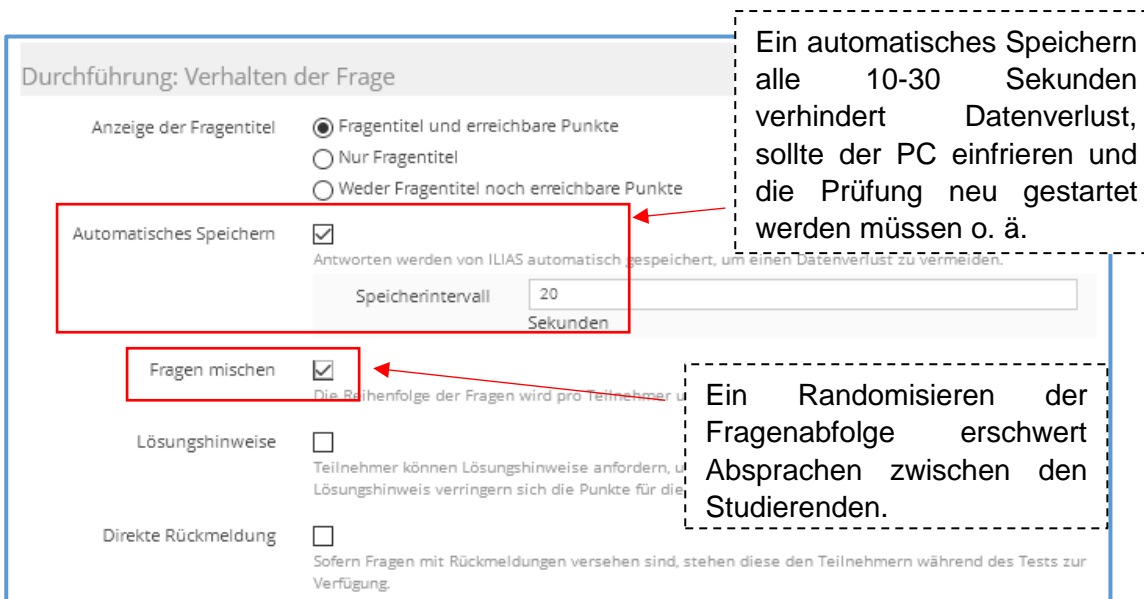 Durchführung: Verhalten der Frage
Anzeige der Fragentitel
Fragentitel und erreichbare Punkte
Nur Fragentitel
Weder Fragentitel noch erreichbare Punkte
Ein automatisches Speichern
alle 10-30 Sekunden
verhindert Datenverlust,
sollte der PC einfrieren und
die Prüfung neu gestartet
werden müssen o. ä.
Automatisches Speichern
Antworten werden von ILIAS automatisch gespeichert, um einen Datenverlust zu vermeiden.
Speicherintervall 20
Sekunden
Fragen mischen
Die Reihenfolge der Fragen wird pro Teilnehmer
Ein Randomisieren der
Fragenabfolge erschwert
Absprachen zwischen den
Studierenden.
Lösungshinweise
Teilnehmer können Lösungshinweise anfordern,
Lösungshinweis verringern sich die Punkte für die
Direkte Rückmeldung
Sofern Fragen mit Rückmeldungen versehen sind, stehen diese den Teilnehmern während des Tests zur
Verfügung.